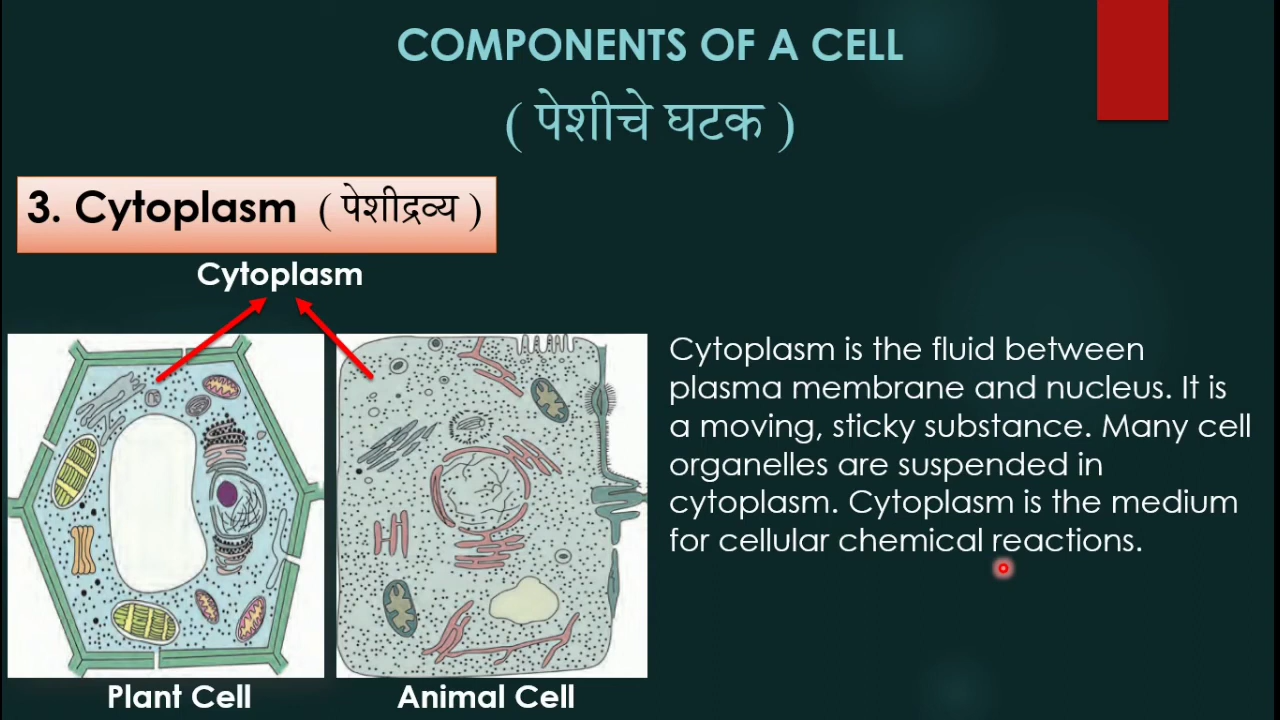 COMPONENTS OF A CELL
( पेशीचे घटक )
3. Cytoplasm ( पेशीद्रव्य )
Cytoplasm
Cytoplasm is the fluid between
plasma membrane and nucleus. It is
a moving, sticky substance. Many cell
organelles are suspended in
cytoplasm. Cytoplasm is the medium
for cellular chemical reactions.
Plant Cell
Animal Cell